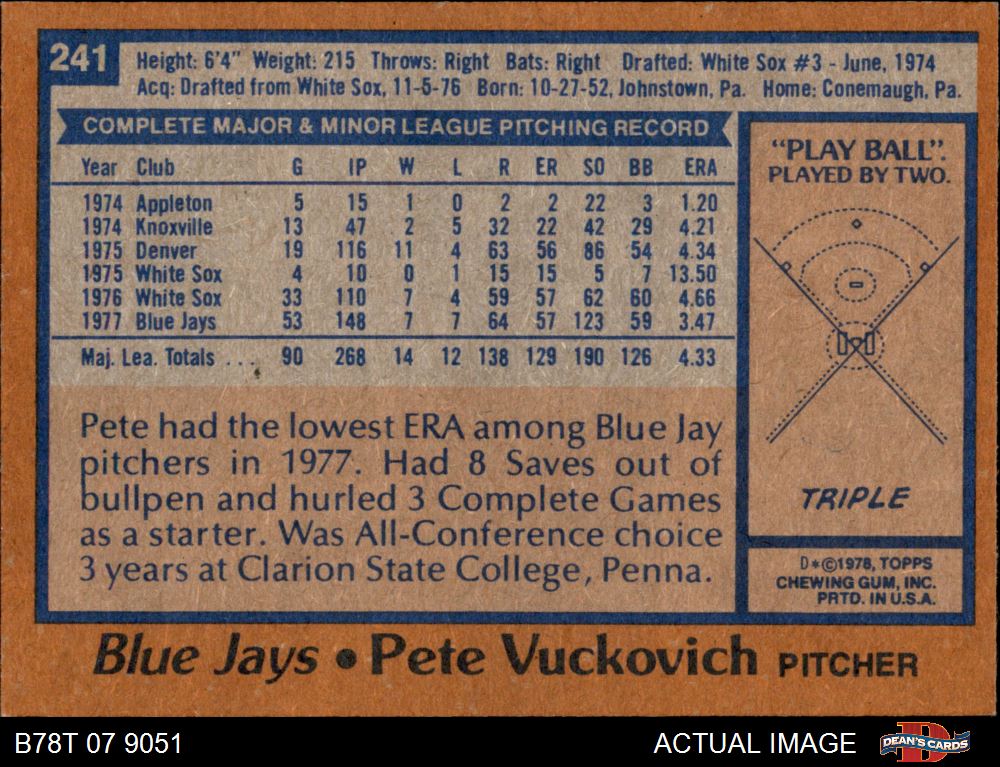 241
Height: 6'4" Weight: 215 Throws: Right Bats: Right Drafted: White Sox #3 - June, 1974
Acq: Drafted from White Sox, 11-5-76 Born: 10-27-52, Johnstown, Pa. Home: Conemaugh, Pa.
COMPLETE MAJOR & MINOR LEAGUE PITCHING RECORD
Year Club G IP W L R ER SO BB ERA
1974 Appleton 5 15 1 0 2 2 22 3 1.20
1974 Knoxville 13 47 2 5 32 22 42 29 4.21
1975 Denver 19 116 11 4 63 56 86 54 4.34
1975 White Sox 4 10 0 1 15 15 5 7 13.50
1976 White Sox 33 110 7 4 59 57 62 60 4.66
1977 Blue Jays 53 148 7 7 64 57 123 59 3.47
Maj. Lea. Totals ... 90 268 14 12 138 129 190 126 4.33
Pete had the lowest ERA among Blue Jay
pitchers in 1977. Had 8 Saves out of
bullpen and hurled 3 Complete Games
as a starter. Was All-Conference choice
3 years at Clarion State College, Penna.
"PLAY BALL".
PLAYED BY TWO.
TRIPLE
D*©1978, TOPPS
CHEWING GUM, INC.
PRTD. IN U.S.A.
Blue Jays • Pete Vuckovich PITCHER
B78T 07 9051
ACTUAL IMAGE
D
DEAN'S CARDS